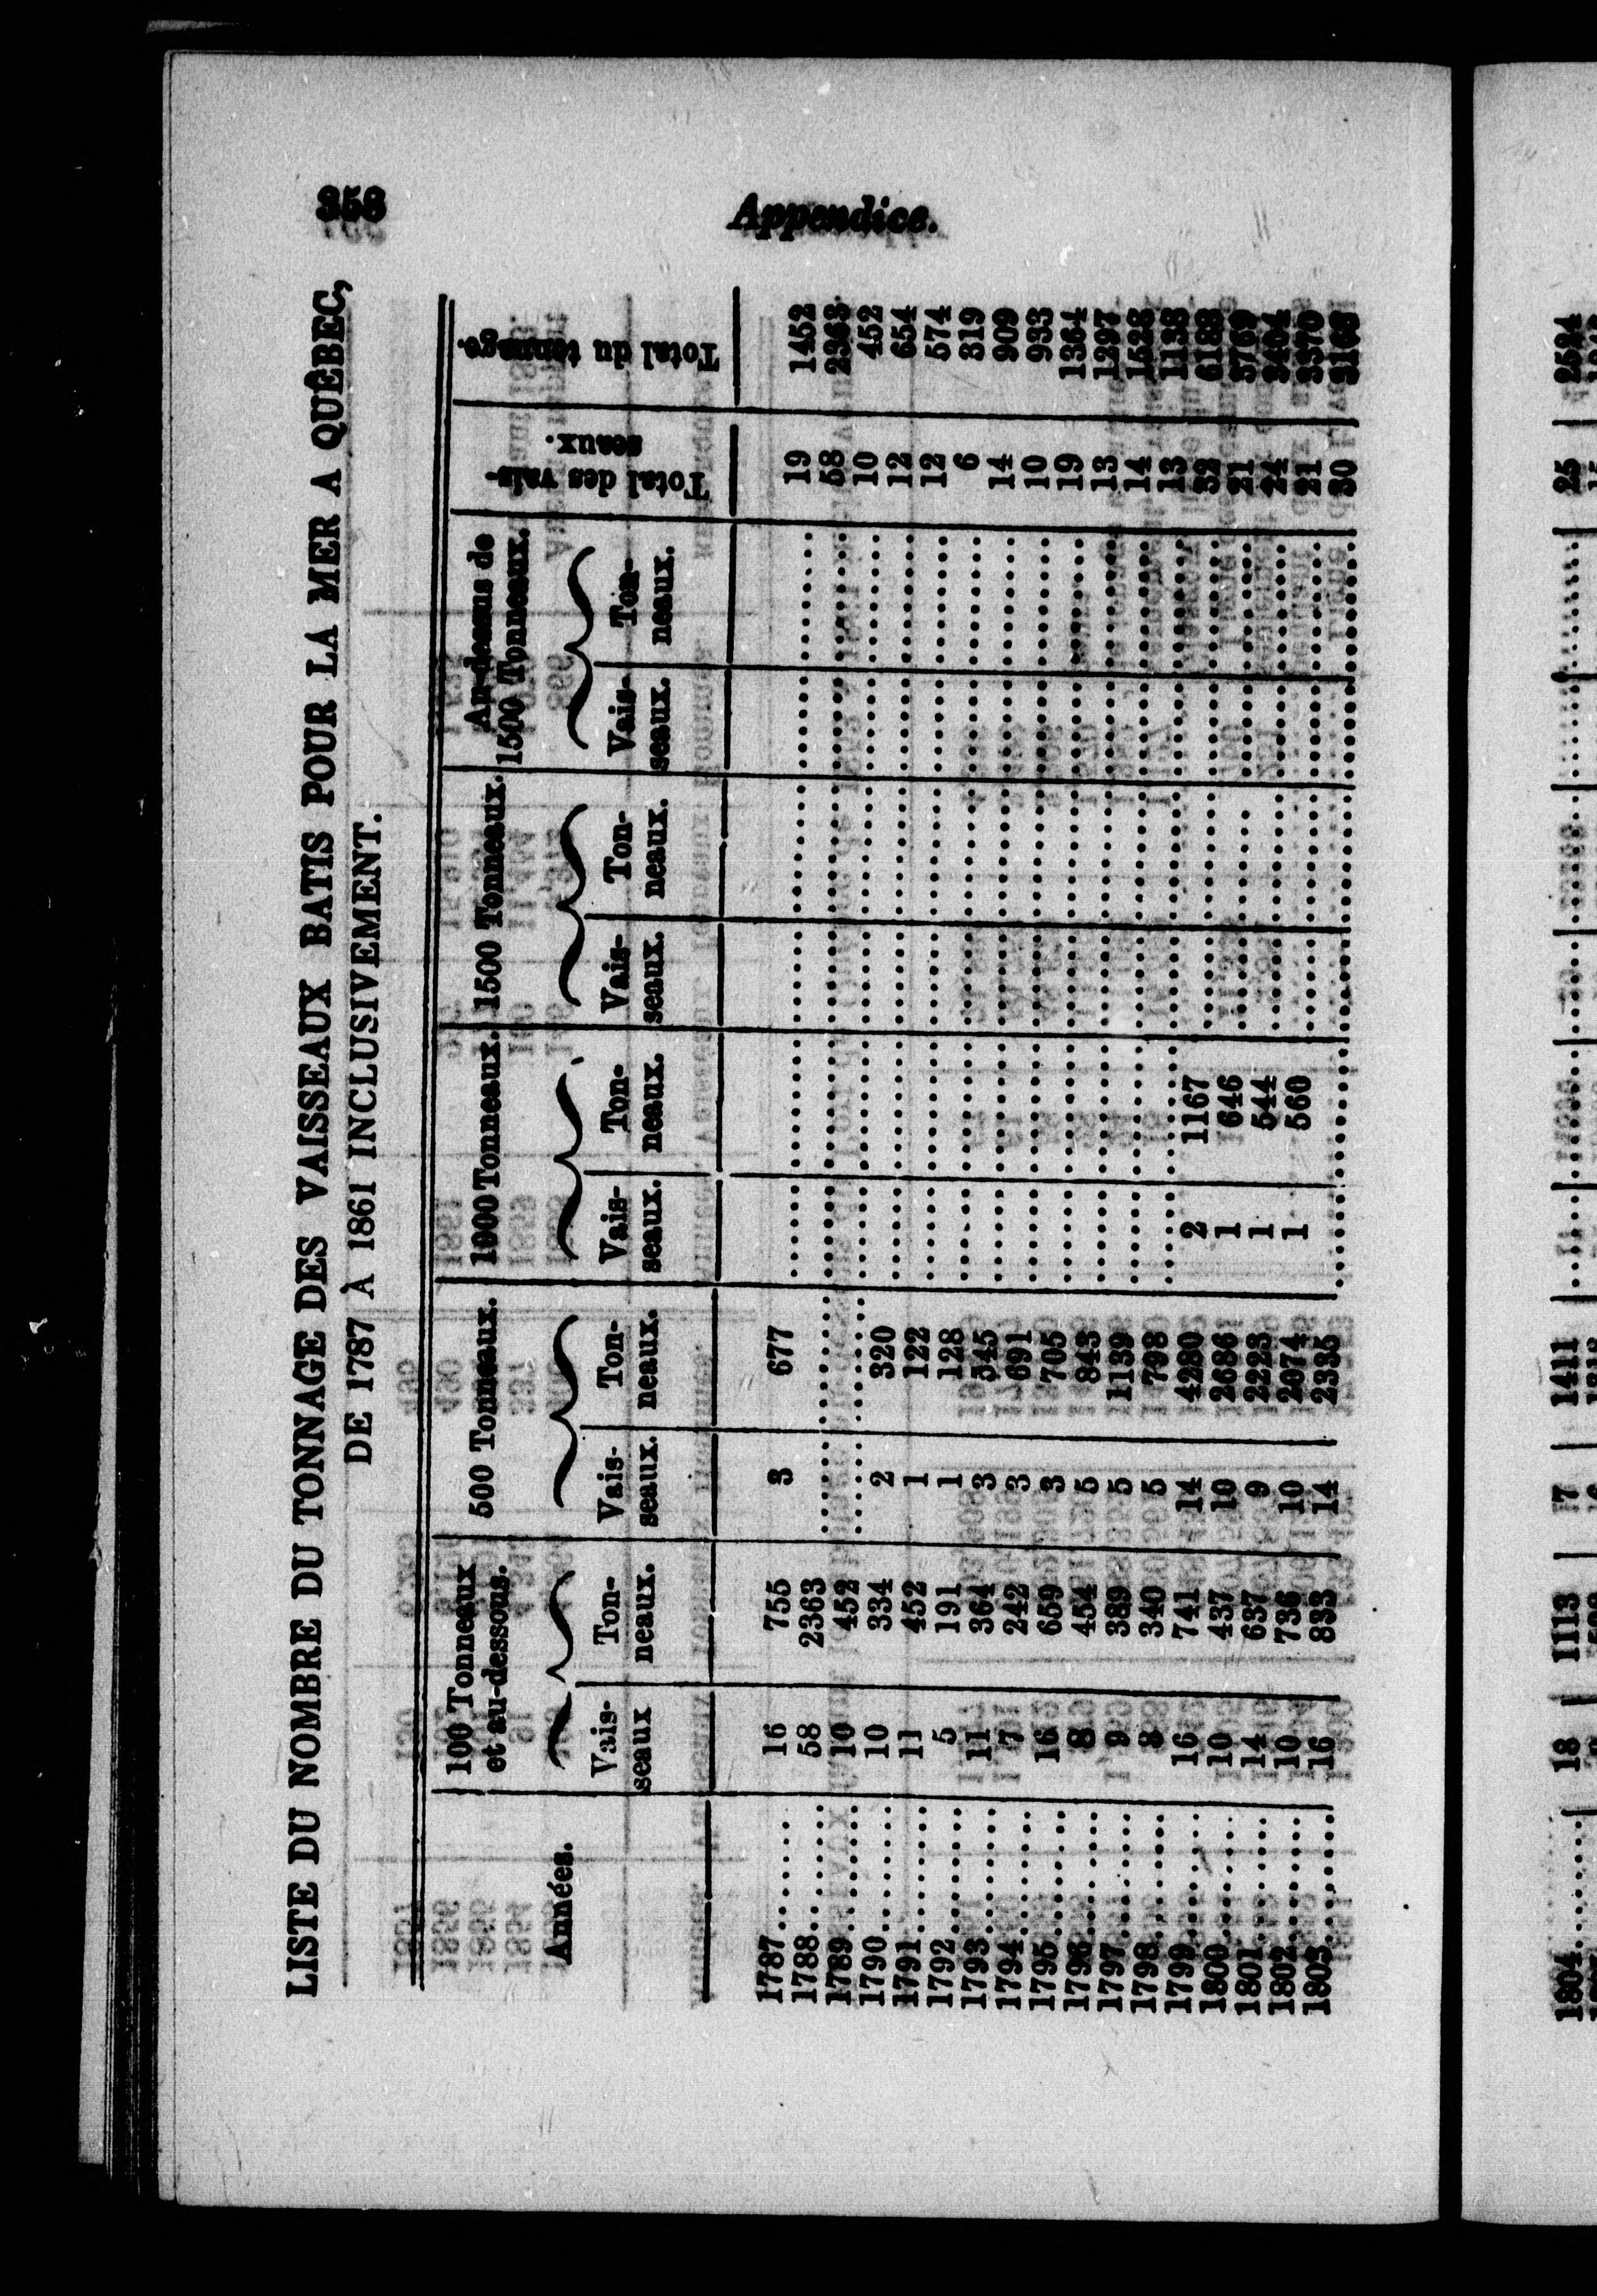 358
Appendice.
LISTE DU NOMBRE DU TONNAGE DES VAISSEAUX BATIS POUR LA MER A QUÊBEC,
DE 1787 À 1861 INCLUSIVEMENT.
Années. 100 Tonneaux et au-dessous. 500 Tonneaux. 1000 Tonneaux. 1500 Tonneaux. Au-dessus de 1500 Tonneaux. Total des vais-seaux. Total du tonnage.
Vais-seaux Ton-neaux. Vais-seaux. Ton-neaux. Vais-seaux. Ton-neaux. Vais-seaux. Ton-neaux. Vais-seaux. Ton-neaux.
1787........ 16 755 3 677 ........ ........ ........ ........ ........ ........ 19 1452
1788........ 58 2363 ........ ........ ........ ........ ........ ........ ........ ........ 58 2363
1789........ 10 452 ........ ........ ........ ........ ........ ........ ........ ........ 10 452
1790........ 10 334 2 320 ........ ........ ........ ........ ........ ........ 12 654
1791........ 11 452 1 122 ........ ........ ........ ........ ........ ........ 12 574
1792........ 5 191 1 128 ........ ........ ........ ........ ........ ........ 6 319
1793........ 11 364 3 545 ........ ........ ........ ........ ........ ........ 14 909
1794........ 7 242 3 691 ........ ........ ........ ........ ........ ........ 10 933
1795........ 16 659 3 705 ........ ........ ........ ........ ........ ........ 19 1364
1796........ 8 454 5 843 ........ ........ ........ ........ ........ ........ 13 1297
1797........ 9 389 5 1139 ........ ........ ........ ........ ........ ........ 14 1528
1798........ 8 340 5 798 ........ ........ ........ ........ ........ ........ 13 1138
1799........ 16 741 14 4280 2 1167 ........ ........ ........ ........ 32 6188
1800........ 10 437 10 2686 1 646 ........ ........ ........ ........ 21 3769
1801........ 14 637 9 2223 1 544 ........ ........ ........ ........ 24 3404
1802........ 10 736 10 2074 1 560 ........ ........ ........ ........ 21 3370
1803........ 16 833 14 2335 ........ ........ ........ ........ ........ ........ 30 3168
1804........ 18 1113 7 1411 ........ ........ ........ ........ ........ ........ 25 2524